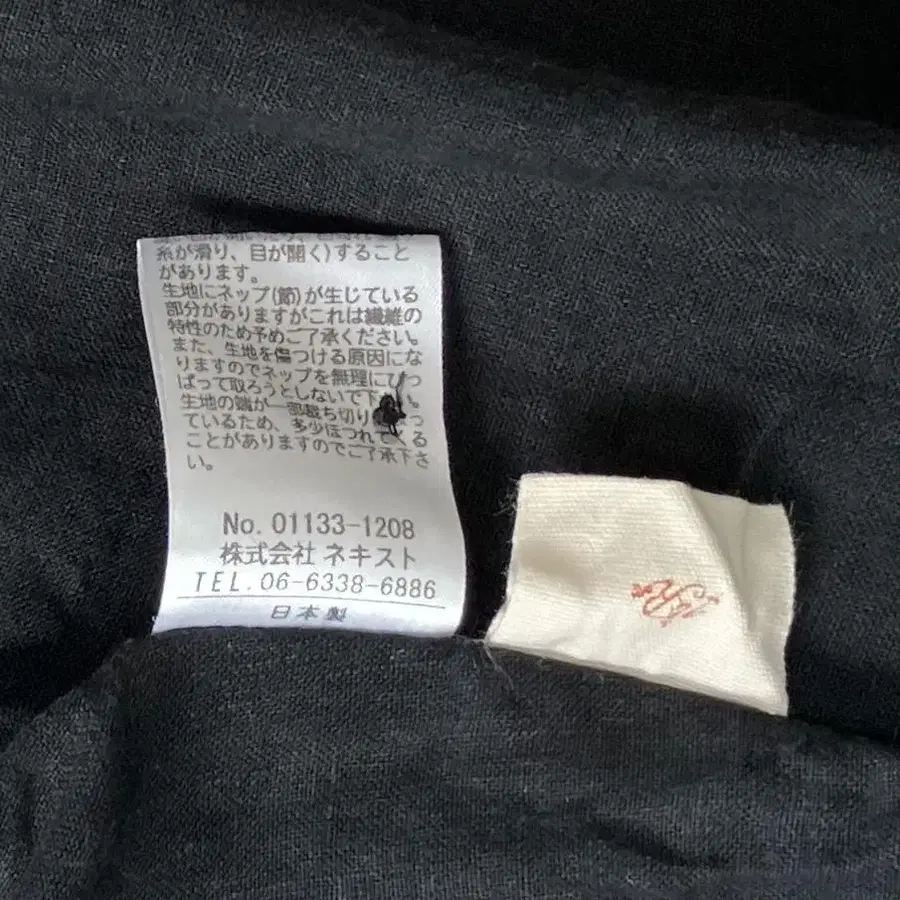 糸が滑り、目が開く)すること
があります。
生地にネップ(節)が生じている
部分がありますがこれは繊維の
特性のため予めご了承ください。
また、生地を傷つける原因にな
りますのでネップを無理にひっ
ぱって取ろうとしないで下さい。
生地の端が一部裁ち切り
ているため、多少ほつれてくる
ことがありますのでご了承下さ
い。
No. 01133-1208
株式会社 ネキスト
TEL.06-6338-6886
日本製